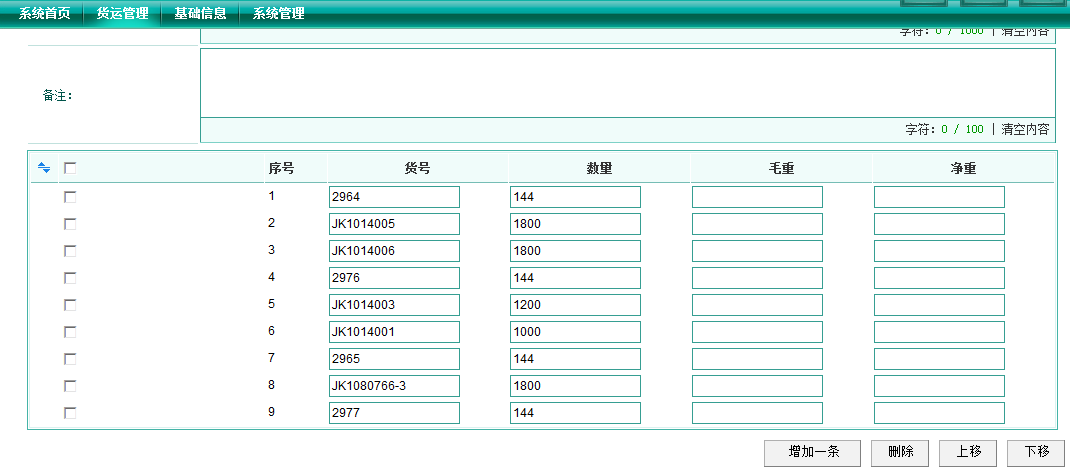 系统首页 货运管理 基础信息 系统管理
字符：0 / 1000 | 清空内容
备注：
字符：0 / 100 | 清空内容
序号 货号 数量 毛重 净重
1 2964 144
2 JK1014005 1800
3 JK1014006 1800
4 2976 144
5 JK1014003 1200
6 JK1014001 1000
7 2965 144
8 JK1080766-3 1800
9 2977 144
增加一条 删除 上移 下移